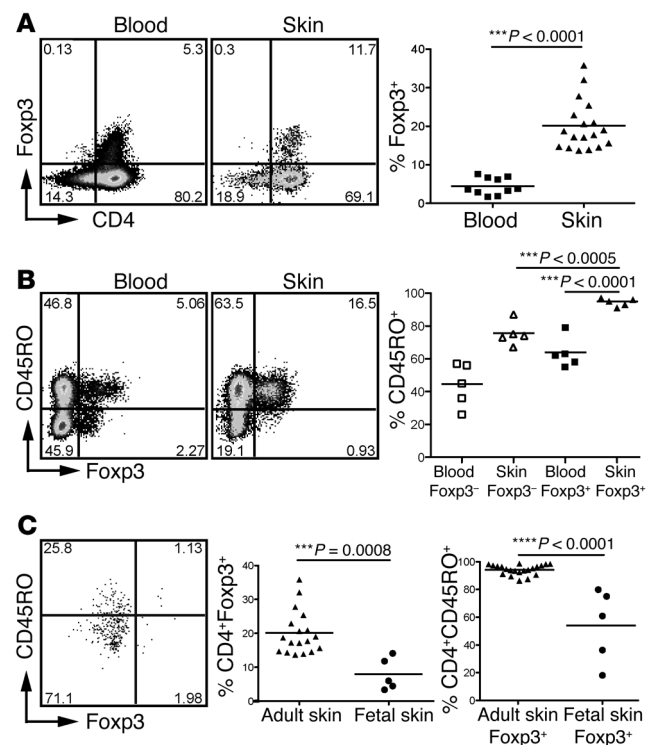 A
Blood
Skin
0.13
5.3
0.3
11.7
14.3
80.2
18.9
69.1
Foxp3
CD4
***P < 0.0001
% Foxp3⁺
40
30
20
10
0
Blood
Skin
B
Blood
Skin
46.8
5.06
63.5
16.5
45.9
2.27
19.1
0.93
CD45RO
Foxp3
***P < 0.0005
***P < 0.0001
% CD45RO⁺
100
80
60
40
20
0
Blood Foxp3⁻
Skin Foxp3⁻
Blood Foxp3⁺
Skin Foxp3⁺
C
25.8
1.13
71.1
1.98
CD45RO
Foxp3
***P = 0.0008
% CD4⁺Foxp3⁺
40
30
20
10
0
Adult skin
Fetal skin
****P < 0.0001
% CD4⁺CD45RO⁺
100
80
60
40
20
0
Adult skin Foxp3⁺
Fetal skin Foxp3⁺